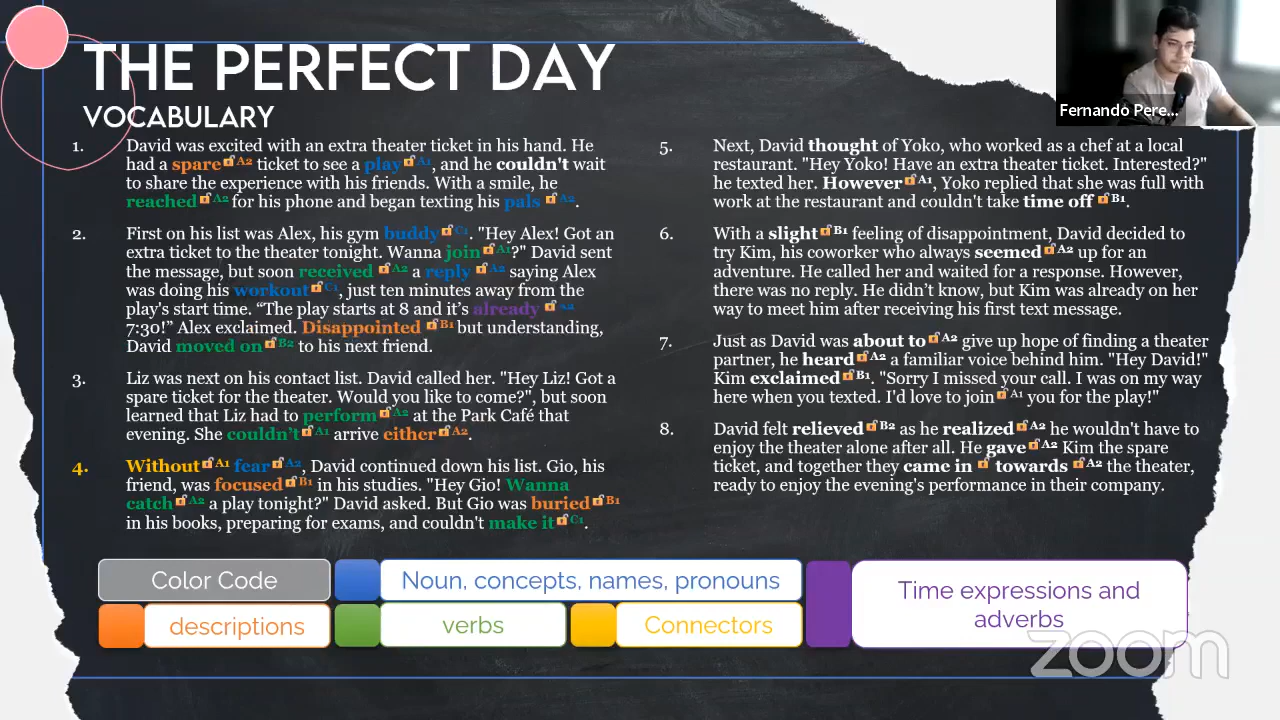 THE PERFECT DAY
VOCABULARY
1. David was excited with an extra theater ticket in his hand. He
had a spare A2 ticket to see a play A1, and he couldn't wait
to share the experience with his friends. With a smile, he
reached A2 for his phone and began texting his pals A2.
2. First on his list was Alex, his gym buddy C1. "Hey Alex! Got an
extra ticket to the theater tonight. Wanna join A1?" David sent
the message, but soon received A2 a reply A2 saying Alex
was doing his workout C1, just ten minutes away from the
play's start time. “The play starts at 8 and it’s already A2
7:30!” Alex exclaimed. Disappointed B1 but understanding,
David moved on B2 to his next friend.
3. Liz was next on his contact list. David called her. "Hey Liz! Got a
spare ticket for the theater. Would you like to come?", but soon
learned that Liz had to perform A2 at the Park Café that
evening. She couldn’t A1 arrive either A2.
4. Without A1 fear A2, David continued down his list. Gio, his
friend, was focused B1 in his studies. "Hey Gio! Wanna
catch A2 a play tonight?" David asked. But Gio was buried B1
in his books, preparing for exams, and couldn't make it C1.
5. Next, David thought of Yoko, who worked as a chef at a local
restaurant. "Hey Yoko! Have an extra theater ticket. Interested?"
he texted her. However A1, Yoko replied that she was full with
work at the restaurant and couldn't take time off B1.
6. With a slight B1 feeling of disappointment, David decided to
try Kim, his coworker who always seemed A2 up for an
adventure. He called her and waited for a response. However,
there was no reply. He didn’t know, but Kim was already on her
way to meet him after receiving his first text message.
7. Just as David was about to A2 give up hope of finding a theater
partner, he heard A2 a familiar voice behind him. "Hey David!"
Kim exclaimed B1. "Sorry I missed your call. I was on my way
here when you texted. I'd love to join A1 you for the play!"
8. David felt relieved B2 as he realized A2 he wouldn't have to
enjoy the theater alone after all. He gave A2 Kim the spare
ticket, and together they came in towards A2 the theater,
ready to enjoy the evening's performance in their company.
Color Code
Noun, concepts, names, pronouns
Time expressions and
adverbs
descriptions
verbs
Connectors
Fernando Pere...
zoom